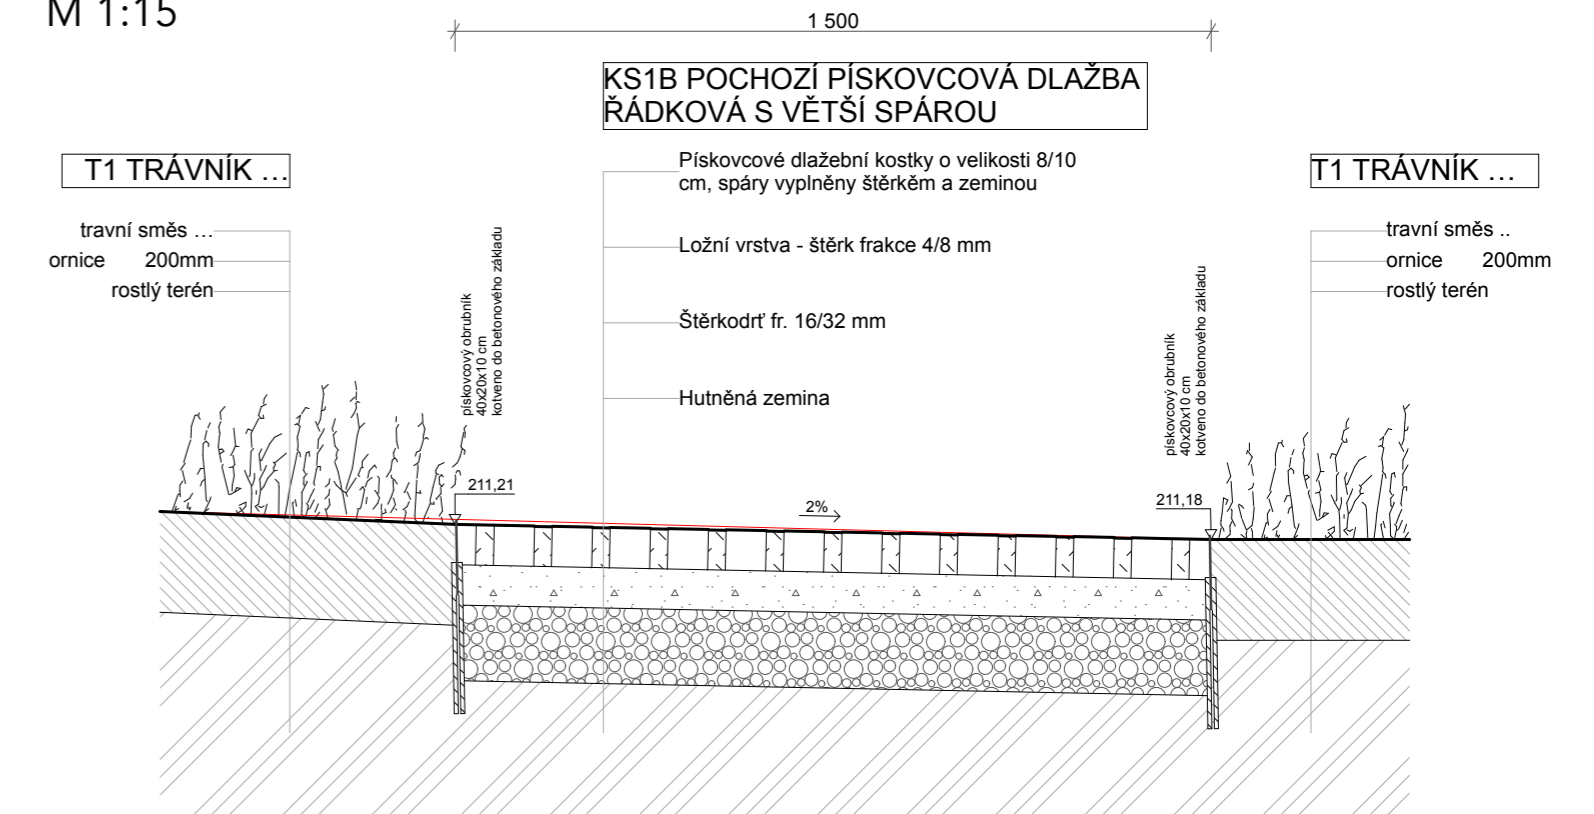 M 1:15
1 500
KS1B POCHOZÍ PÍSKOVCOVÁ DLAŽBA
ŘÁDKOVÁ S VĚTŠÍ SPÁROU
T1 TRÁVNÍK ...
travní směs ...
ornice 200mm
rostlý terén
Pískovcové dlažební kostky o velikosti 8/10
cm, spáry vyplněny štěrkěm a zeminou
Ložní vrstva - štěrk frakce 4/8 mm
Štěrkodrť fr. 16/32 mm
Hutněná zemina
T1 TRÁVNÍK ...
travní směs ..
ornice 200mm
rostlý terén
pískovcový obrubník
40x20x10 cm
kotveno do betonového základu
pískovcový obrubník
40x20x10 cm
kotveno do betonového základu
211,21
2%
211,18